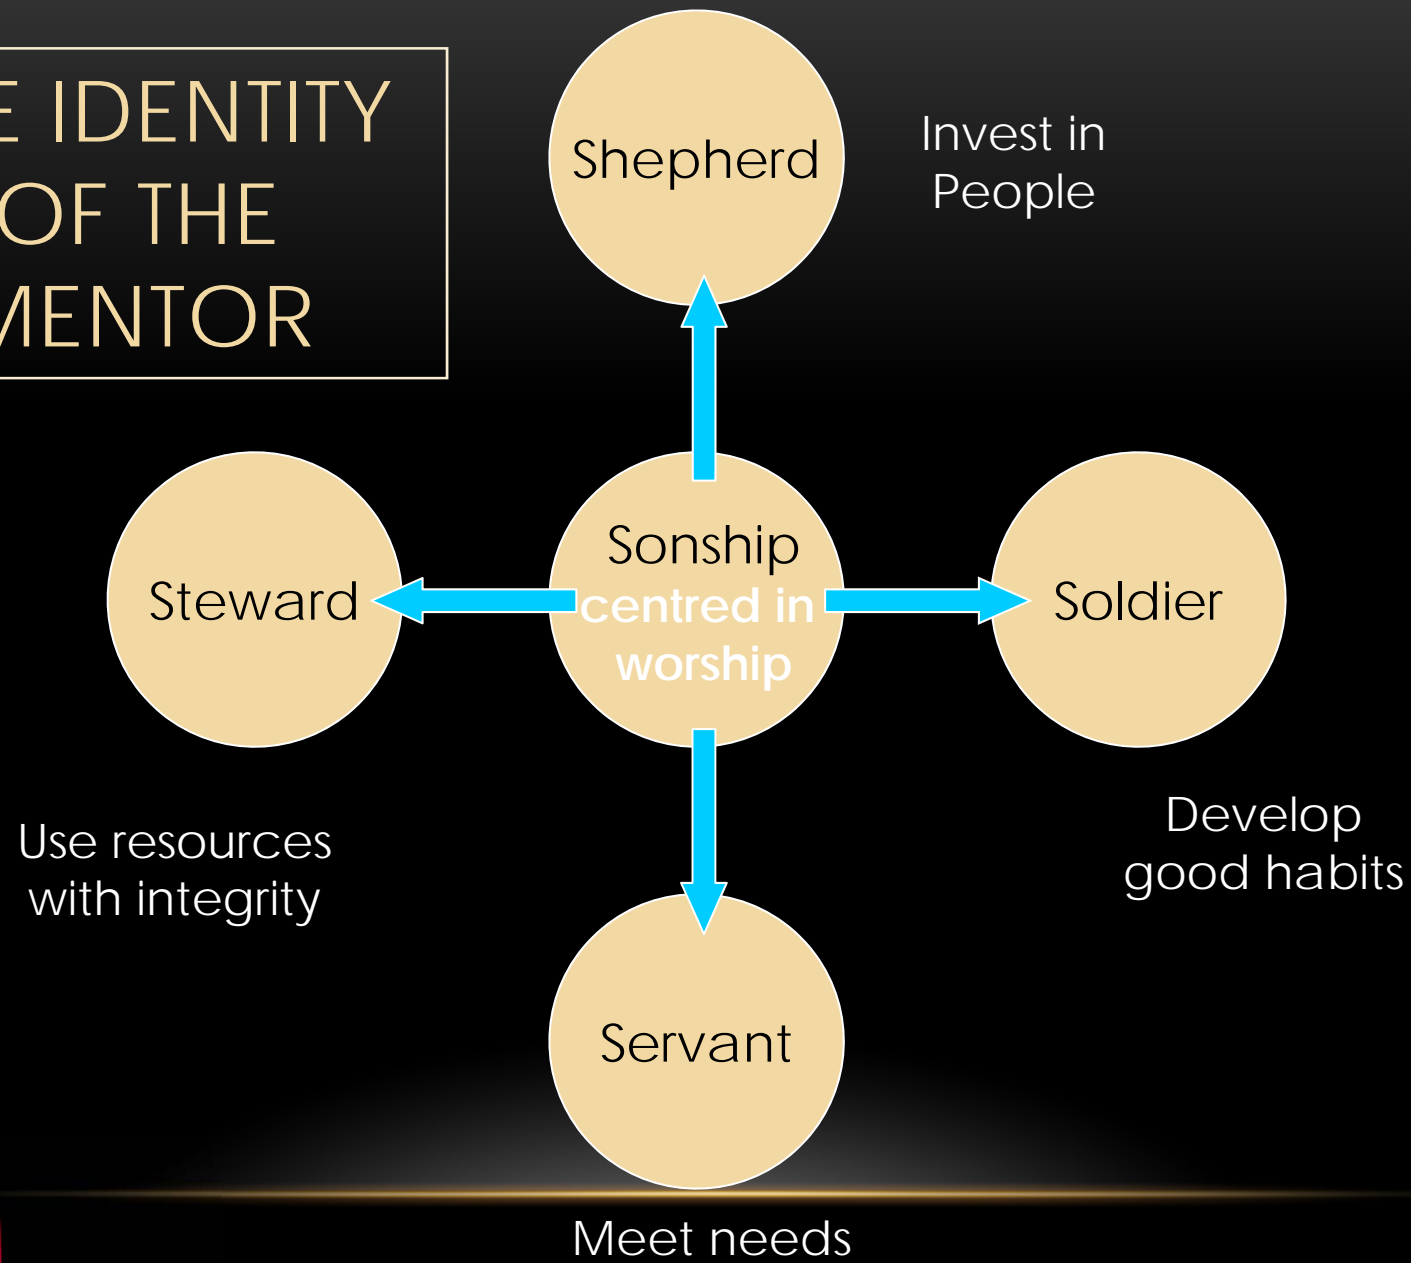 E IDENTITY
OF THE
MENTOR
Shepherd
Invest in
People
Steward
Sonship
centred in
worship
Soldier
Use resources
with integrity
Develop
good habits
Servant
Meet needs